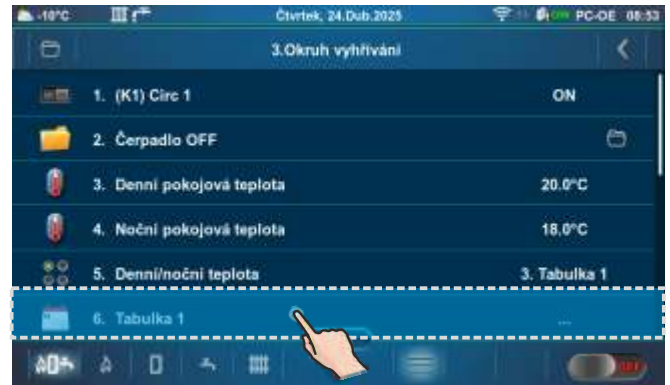 -10°C Čtvrtek, 24.Dub.2025 PC-OE 08:53
3.Okruh vyhřívání
1. (K1) Circ 1 ON
2. Čerpadlo OFF
3. Denní pokojová teplota 20.0°C
4. Noční pokojová teplota 18.0°C
5. Denní/noční teplota 3. Tabulka 1
6. Tabulka 1 ...
OFF